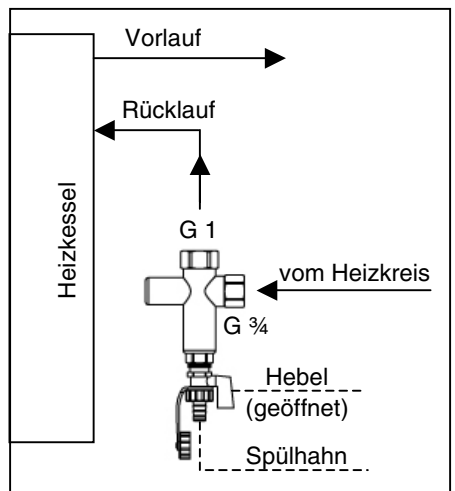 Vorlauf
Rücklauf
Heizkessel
G 1
vom Heizkreis
G ¾
Hebel
(geöffnet)
Spülhahn